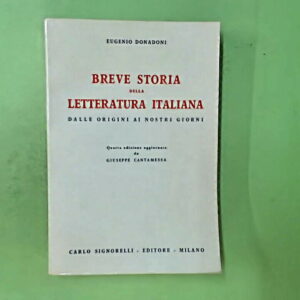 EUGENIO DONADONI
BREVE STORIA
DELLA
LETTERATURA ITALIANA
DALLE ORIGINI AI NOSTRI GIORNI
Quarta edizione aggiornata
da
GIUSEPPE CANTAMESSA
CARLO SIGNORELLI - EDITORE - MILANO